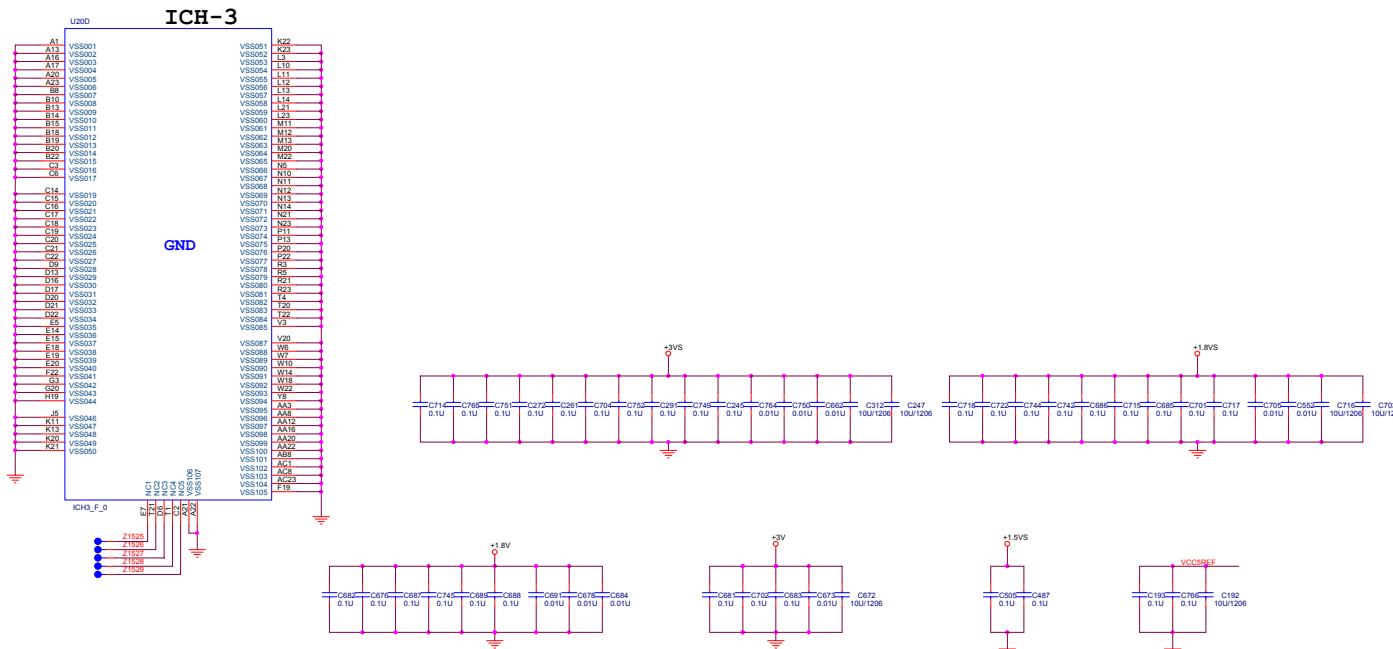 ICH-3
U20D
A1 VSS001
A13 VSS002
A16 VSS003
A17 VSS004
A20 VSS005
A23 VSS006
B8 VSS007
B10 VSS008
B13 VSS009
B14 VSS010
B15 VSS011
B18 VSS012
B19 VSS013
B20 VSS014
B22 VSS015
C3 VSS016
C6 VSS017
C14 VSS019
C15 VSS020
C16 VSS021
C17 VSS022
C18 VSS023
C19 VSS024
C20 VSS025
C21 VSS026
C22 VSS027
D9 VSS028
D13 VSS029
D16 VSS030
D17 VSS031
D20 VSS032
D21 VSS033
D22 VSS034
E5 VSS035
E14 VSS036
E15 VSS037
E18 VSS038
E19 VSS039
E20 VSS040
F22 VSS041
G3 VSS042
G20 VSS043
H19 VSS044
J5 VSS046
K11 VSS047
K13 VSS048
K20 VSS049
K21 VSS050
GND
VSS051 K22
VSS052 K23
VSS053 L3
VSS054 L10
VSS055 L11
VSS056 L12
VSS057 L13
VSS058 L14
VSS059 L21
VSS060 L23
VSS061 M11
VSS062 M12
VSS063 M13
VSS064 M20
VSS065 M22
VSS066 N5
VSS067 N10
VSS068 N11
VSS069 N12
VSS070 N13
VSS071 N14
VSS072 N21
VSS073 N23
VSS074 P11
VSS075 P13
VSS076 P20
VSS077 P22
VSS078 R3
VSS079 R5
VSS080 R21
VSS081 R23
VSS082 T4
VSS083 T20
VSS084 T22
VSS085 V3
VSS087 V20
VSS088 W6
VSS089 W7
VSS090 W10
VSS091 W14
VSS092 W18
VSS093 W22
VSS094 Y8
VSS095 AA3
VSS096 AA8
VSS097 AA12
VSS098 AA16
VSS099 AA20
VSS100 AA22
VSS101 AB8
VSS102 AC1
VSS103 AC8
VSS104 AC23
VSS105 F19
NC1 NC2 NC3 NC4 NC5 VSS106 VSS107
ICH3_F_0
E7 T21 D6 T1 C2 A21 A22
Z1525
Z1526
Z1527
Z1528
Z1529
+3VS
C714 C765 C751 C272 C261 C704 C752 C291 C749 C245 C764 C750 C662 C312 C247
0.1U 0.1U 0.1U 0.1U 0.1U 0.1U 0.1U 0.1U 0.1U 0.1U 0.01U 0.01U 0.01U 10U/1206 10U/1206
+1.8VS
C718 C722 C744 C742 C686 C715 C685 C701 C717 C705 C552 C716
0.1U 0.1U 0.1U 0.1U 0.1U 0.1U 0.1U 0.1U 0.1U 0.01U 0.01U 10U/1206
+1.8V
C682 C676 C687 C745 C689 C688 C691 C678 C684
0.1U 0.1U 0.1U 0.1U 0.1U 0.1U 0.01U 0.01U 0.01U
+3V
C681 C702 C683 C673 C672
0.1U 0.1U 0.1U 0.01U 10U/1206
+1.5VS
C505 C487
0.1U 0.1U
VCC5REF
C193 C766 C192
0.1U 0.1U 10U/1206